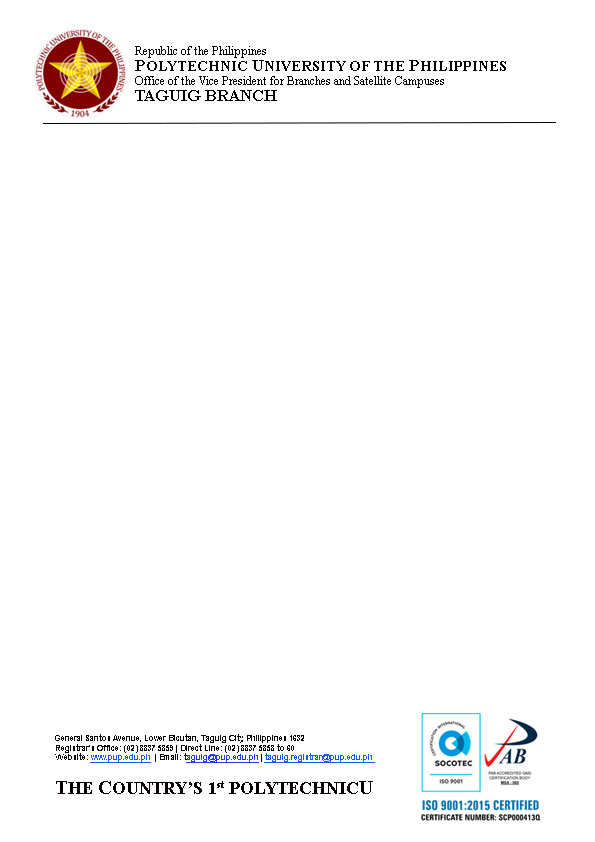 POLYTECHNIC UNIVERSITY OF THE PHILIPPINES
1904
Republic of the Philippines
POLYTECHNIC UNIVERSITY OF THE PHILIPPINES
Office of the Vice President for Branches and Satellite Campuses
TAGUIG BRANCH
General Santos Avenue, Lower Bicutan, Taguig City; Philippines 1632
Registrar's Office: (02) 8837 5859 | Direct Line: (02) 8837 5858 to 60
Website: www.pup.edu.ph | Email: taguig@pup.edu.ph | taguig.registrar@pup.edu.ph
THE COUNTRY'S 1st POLYTECHNICU
CERTIFICATION INTERNATIONAL
SOCOTEC
ISO 9001
PAB
PAB ACCREDITED QMS
CERTIFICATION BODY
ISO 9001:2015 CERTIFIED
CERTIFICATE NUMBER: SCP000413Q